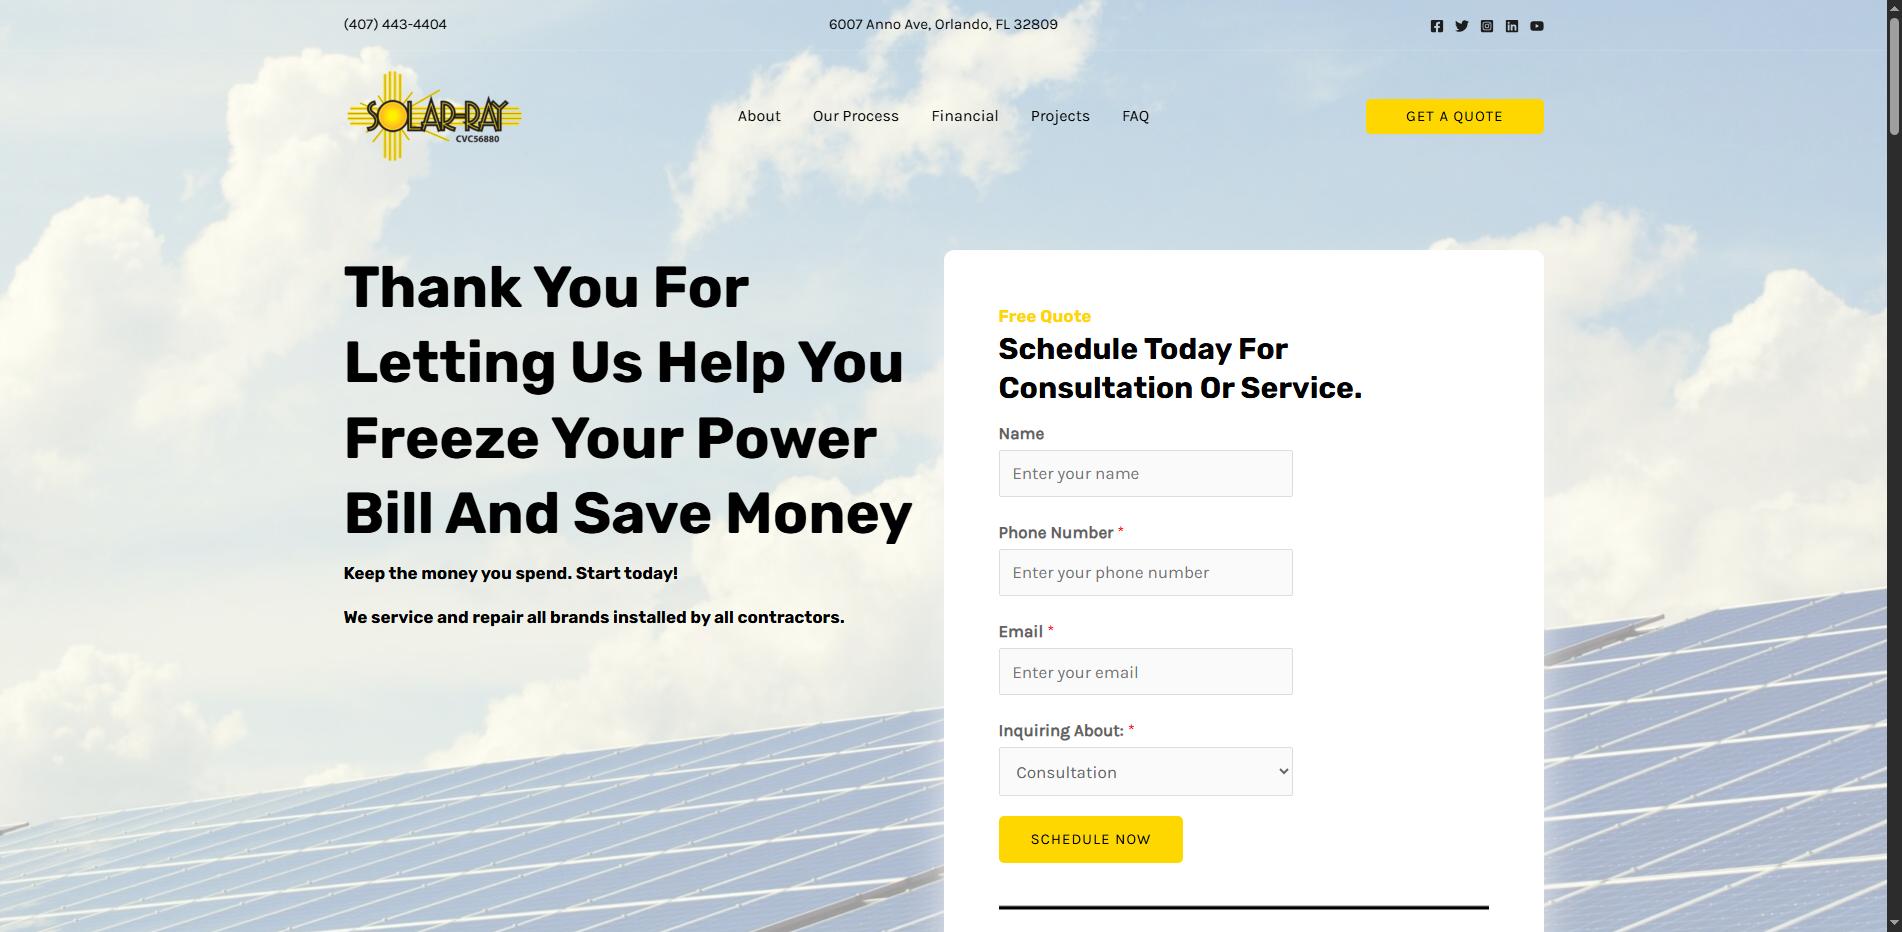 (407) 443-4404
6007 Anno Ave, Orlando, FL 32809
SOLAR-RAY
CVC56880
About
Our Process
Financial
Projects
FAQ
GET A QUOTE
Thank You For
Letting Us Help You
Freeze Your Power
Bill And Save Money
Keep the money you spend. Start today!
We service and repair all brands installed by all contractors.
Free Quote
Schedule Today For
Consultation Or Service.
Name
Enter your name
Phone Number *
Enter your phone number
Email *
Enter your email
Inquiring About: *
Consultation
SCHEDULE NOW